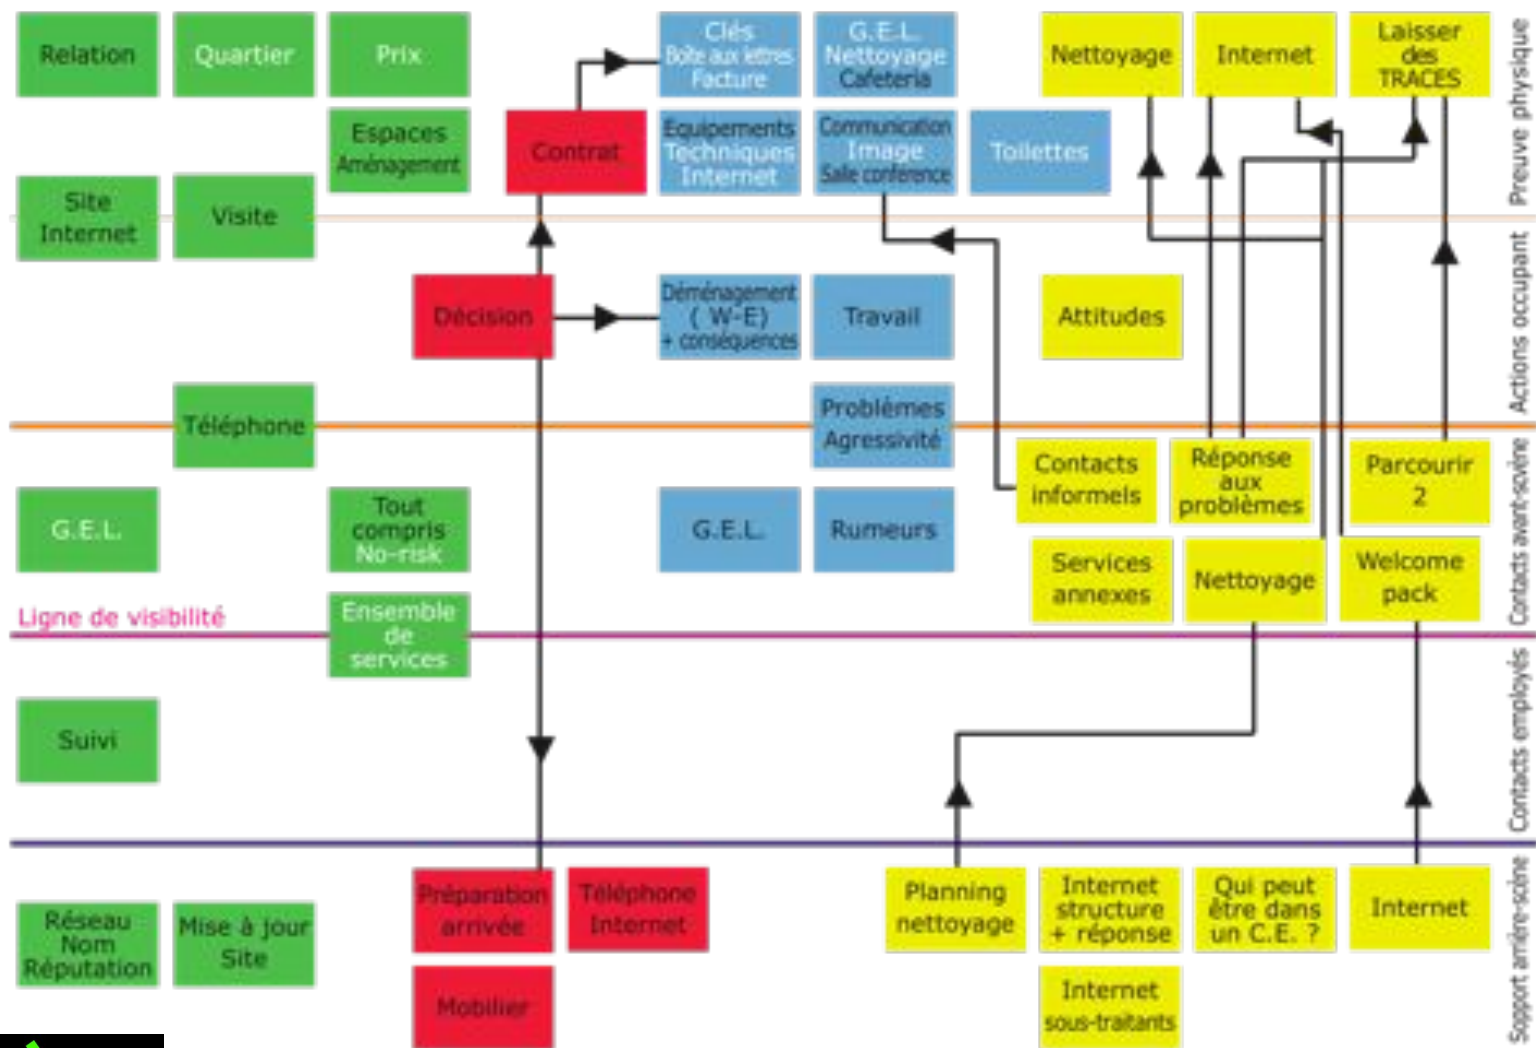 Relation
Quartier
Prix
Clés
Boîte aux lettres
Facture
G.E.L.
Nettoyage
Cafeteria
Nettoyage
Internet
Laisser
des
TRACES
Preuve physique
Espaces
Aménagement
Contrat
Equipements
Techniques
Internet
Communication
Image
Salle conférence
Toilettes
Site
Internet
Visite
Décision
Déménagement
( W-E)
+ conséquences
Travail
Attitudes
Actions occupant
Téléphone
Problèmes
Agressivité
Contacts
informels
Réponse
aux
problèmes
Parcourir
2
Contacts avant-scène
G.E.L.
Tout
compris
No-risk
G.E.L.
Rumeurs
Services
annexes
Nettoyage
Welcome
pack
Ligne de visibilité
Ensemble
de
services
Suivi
Contacts employés
Réseau
Nom
Réputation
Mise à jour
Site
Préparation
arrivée
Téléphone
Internet
Planning
nettoyage
Internet
structure
+ réponse
Qui peut
être dans
un C.E. ?
Internet
Support arrière-scène
Mobilier
Internet
sous-traitants